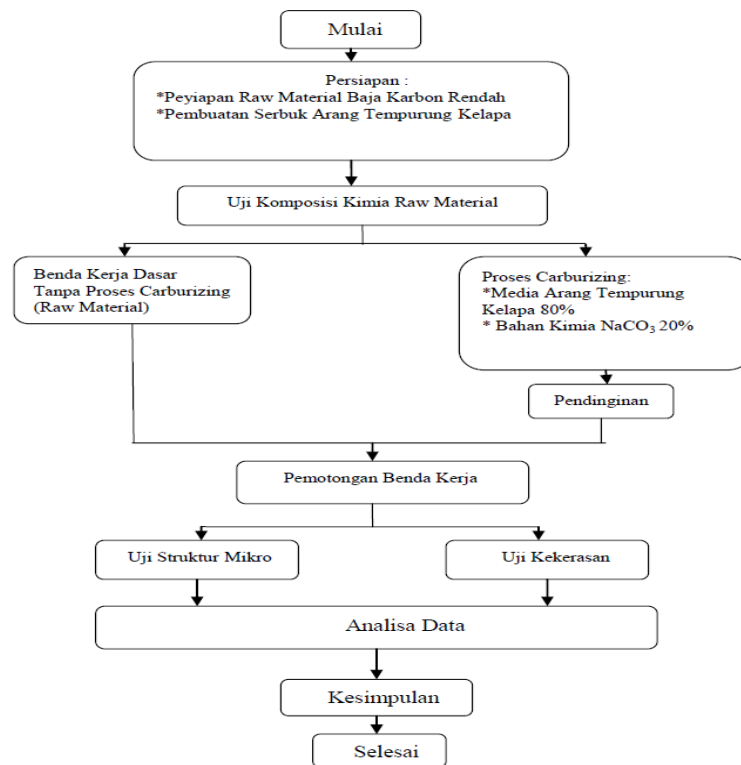 Mulai
Persiapan :
*Peyiapan Raw Material Baja Karbon Rendah
*Pembuatan Serbuk Arang Tempurung Kelapa
Uji Komposisi Kimia Raw Material
Benda Kerja Dasar
Tanpa Proses Carburizing
(Raw Material)
Proses Carburizing:
*Media Arang Tempurung
Kelapa 80%
* Bahan Kimia NaCO₃ 20%
Pendinginan
Pemotongan Benda Kerja
Uji Struktur Mikro
Uji Kekerasan
Analisa Data
Kesimpulan
Selesai